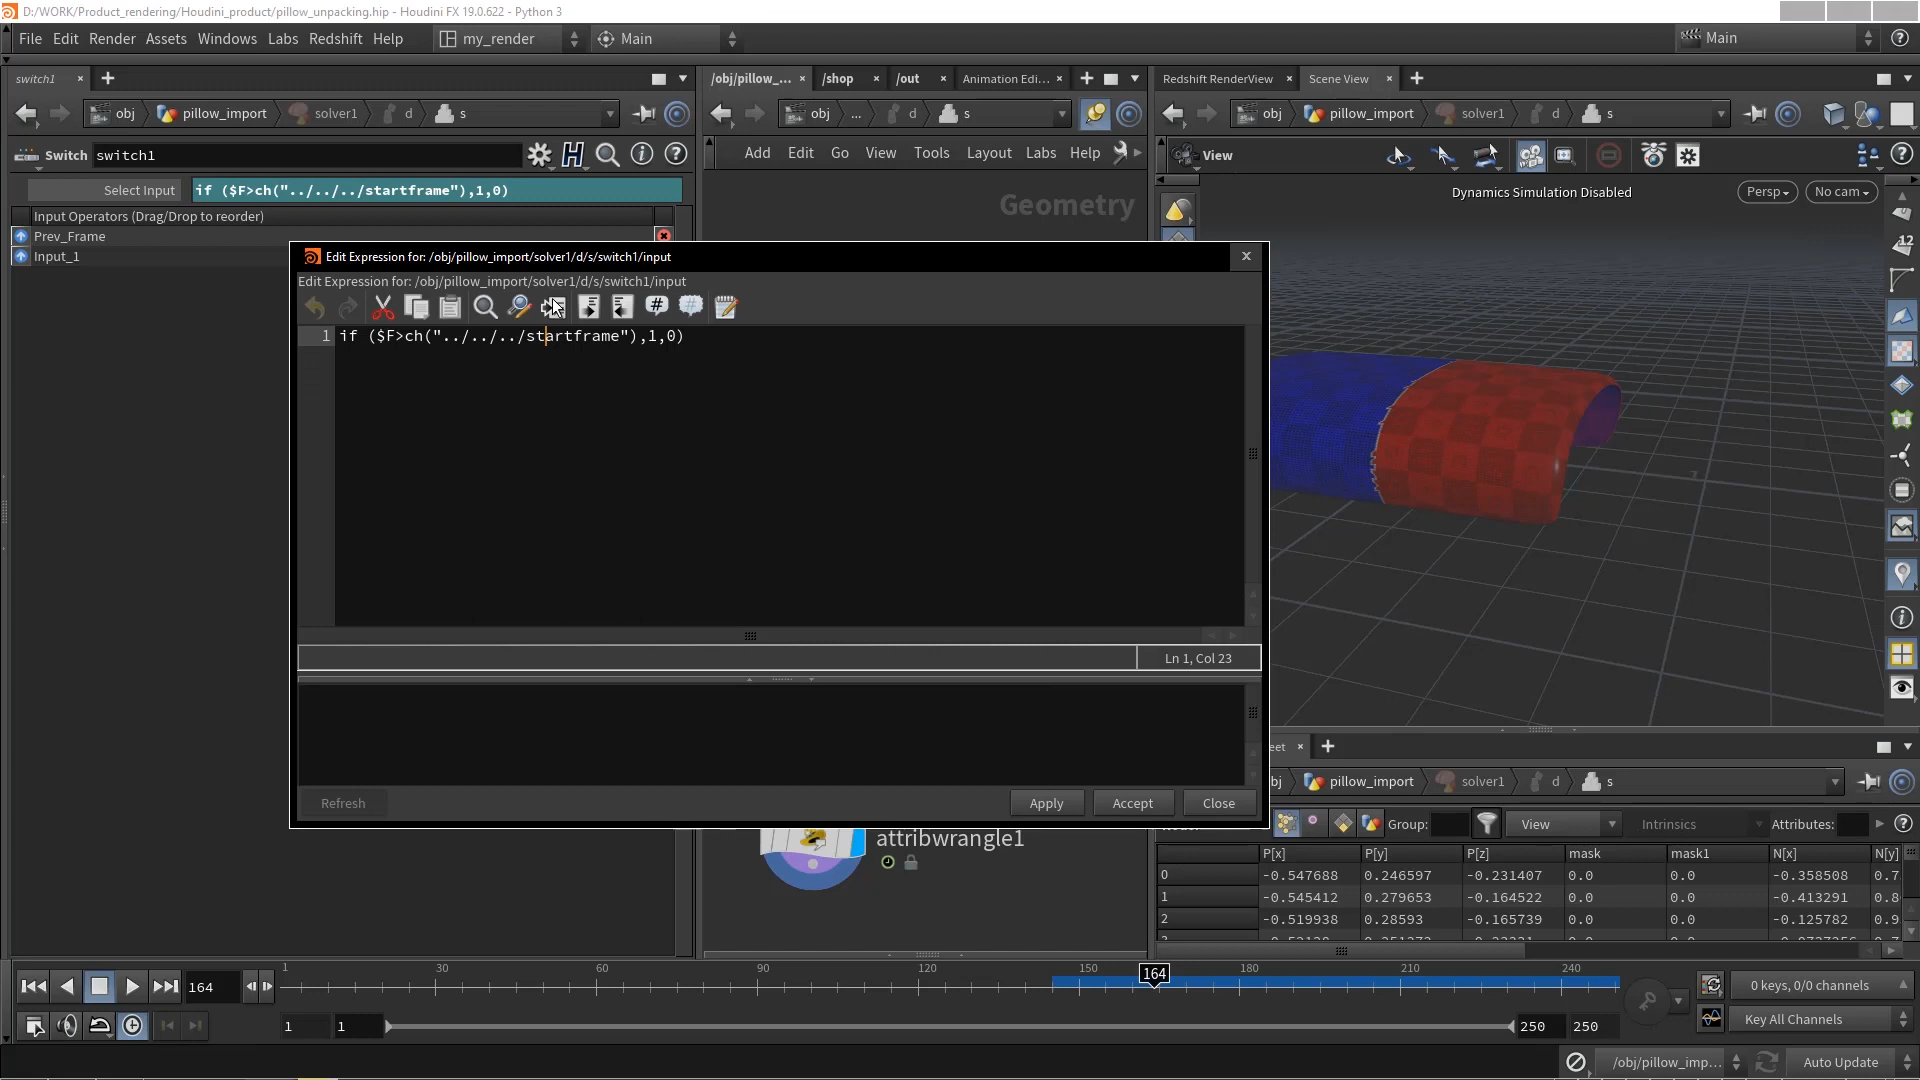 D:/WORK/Product_rendering/Houdini_product/pillow_unpacking.hip - Houdini FX 19.0.622 - Python 3
File Edit Render Assets Windows Labs Redshift Help
my_render
Main
Main
switch1
/obj/pillow_...
/shop
/out
Animation Edi...
Redshift RenderView
Scene View
obj
pillow_import
solver1
d
s
obj
...
d
s
obj
pillow_import
solver1
d
s
Switch
switch1
Add Edit Go View Tools Layout Labs Help
View
Select Input
if ($F>ch("../../../startframe"),1,0)
Input Operators (Drag/Drop to reorder)
Prev_Frame
Input_1
Geometry
Dynamics Simulation Disabled
Persp
No cam
12
Edit Expression for: /obj/pillow_import/solver1/d/s/switch1/input
Edit Expression for: /obj/pillow_import/solver1/d/s/switch1/input
1 if ($F>ch("../../../startframe"),1,0)
Ln 1, Col 23
Refresh
Apply
Accept
Close
attribwrangle1
eet
bj
pillow_import
solver1
d
s
Group:
View
Intrinsics
Attributes:
P[x] P[y] P[z] mask mask1 N[x] N[y]
0 -0.547688 0.246597 -0.231407 0.0 0.0 -0.358508 0.7
1 -0.545412 0.279653 -0.164522 0.0 0.0 -0.413291 0.8
2 -0.519938 0.28593 -0.165739 0.0 0.0 -0.125782 0.9
1 30 60 90 120 150 180 210 240
164
164
0 keys, 0/0 channels
1
1
250
250
Key All Channels
/obj/pillow_imp...
Auto Update